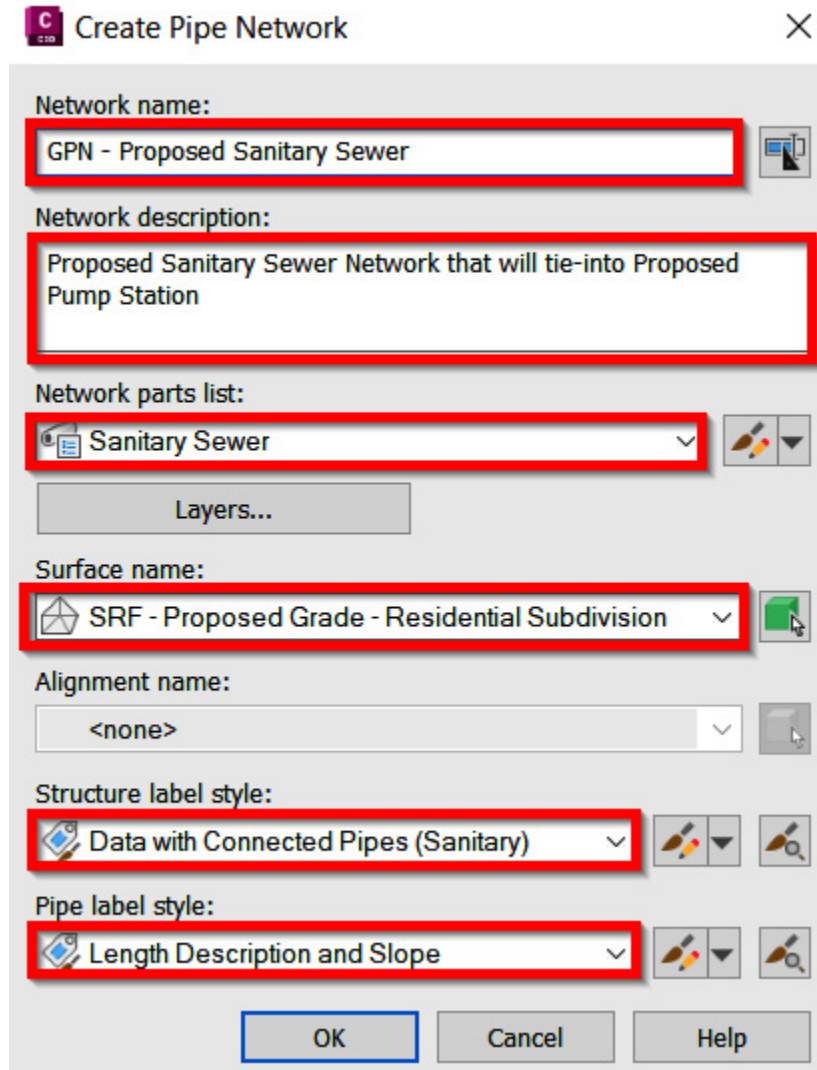 C
C3D
Create Pipe Network
Network name:
GPN - Proposed Sanitary Sewer
Network description:
Proposed Sanitary Sewer Network that will tie-into Proposed
Pump Station
Network parts list:
Sanitary Sewer
Layers...
Surface name:
SRF - Proposed Grade - Residential Subdivision
Alignment name:
<none>
Structure label style:
Data with Connected Pipes (Sanitary)
Pipe label style:
Length Description and Slope
OK Cancel Help